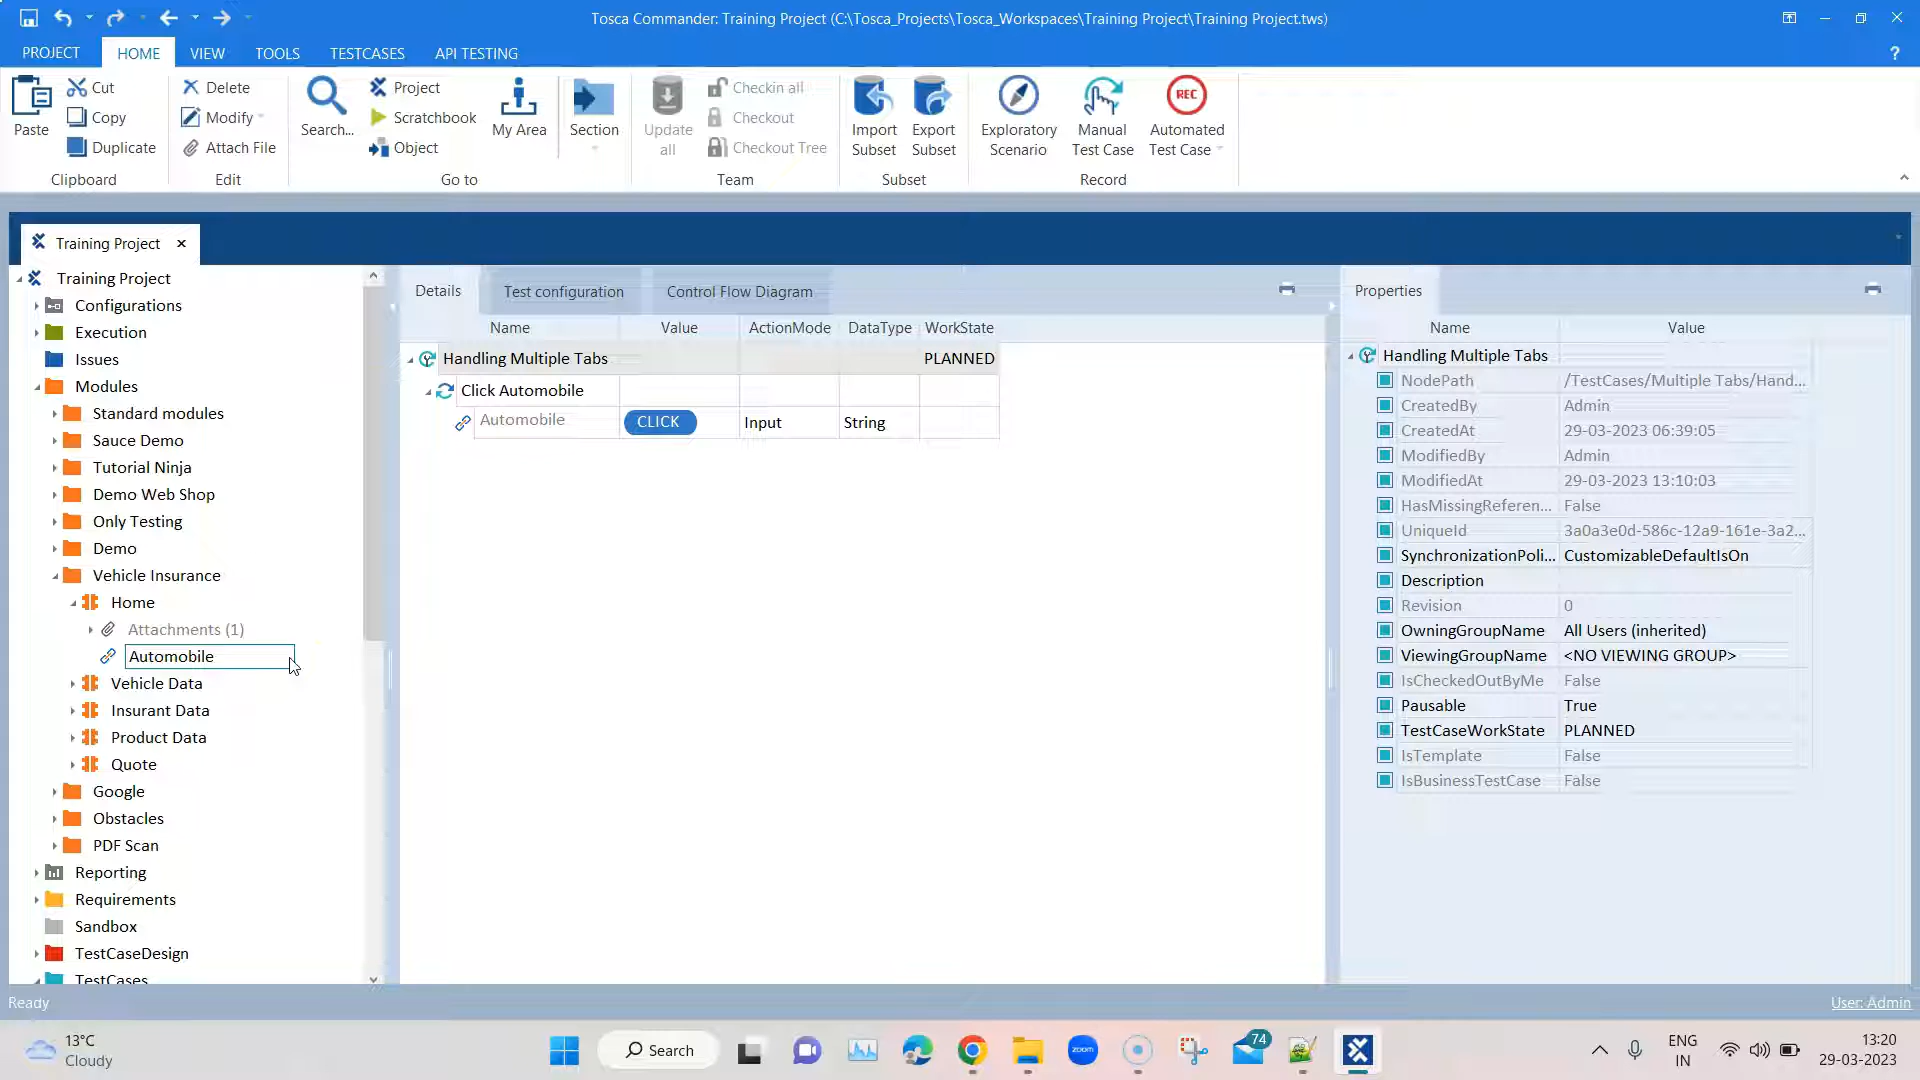 Tosca Commander: Training Project (C:\Tosca_Projects\Tosca_Workspaces\Training Project\Training Project.tws)
PROJECT HOME VIEW TOOLS TESTCASES API TESTING ?
Paste Cut Copy Duplicate Clipboard
Delete Modify Attach File Edit
Search... Project Scratchbook Object My Area Go to
Section
Update all Checkin all Checkout Checkout Tree Team
Import Subset Export Subset Subset
Exploratory Scenario Manual Test Case REC Automated Test Case Record
Training Project
Training Project
Configurations
Execution
Issues
Modules
Standard modules
Sauce Demo
Tutorial Ninja
Demo Web Shop
Only Testing
Demo
Vehicle Insurance
Home
Attachments (1)
Automobile
Vehicle Data
Insurant Data
Product Data
Quote
Google
Obstacles
PDF Scan
Reporting
Requirements
Sandbox
TestCaseDesign
TestCases
Details Test configuration Control Flow Diagram
Name Value ActionMode DataType WorkState
Handling Multiple Tabs PLANNED
Click Automobile
Automobile CLICK Input String
Properties
Name Value
Handling Multiple Tabs
NodePath /TestCases/Multiple Tabs/Hand...
CreatedBy Admin
CreatedAt 29-03-2023 06:39:05
ModifiedBy Admin
ModifiedAt 29-03-2023 13:10:03
HasMissingReferen... False
UniqueId 3a0a3e0d-586c-12a9-161e-3a2...
SynchronizationPoli... CustomizableDefaultIsOn
Description
Revision 0
OwningGroupName All Users (inherited)
ViewingGroupName <NO VIEWING GROUP>
IsCheckedOutByMe False
Pausable True
TestCaseWorkState PLANNED
IsTemplate False
IsBusinessTestCase False
Ready User: Admin
13°C
Cloudy
Search
zoom
74
ENG
IN
13:20
29-03-2023